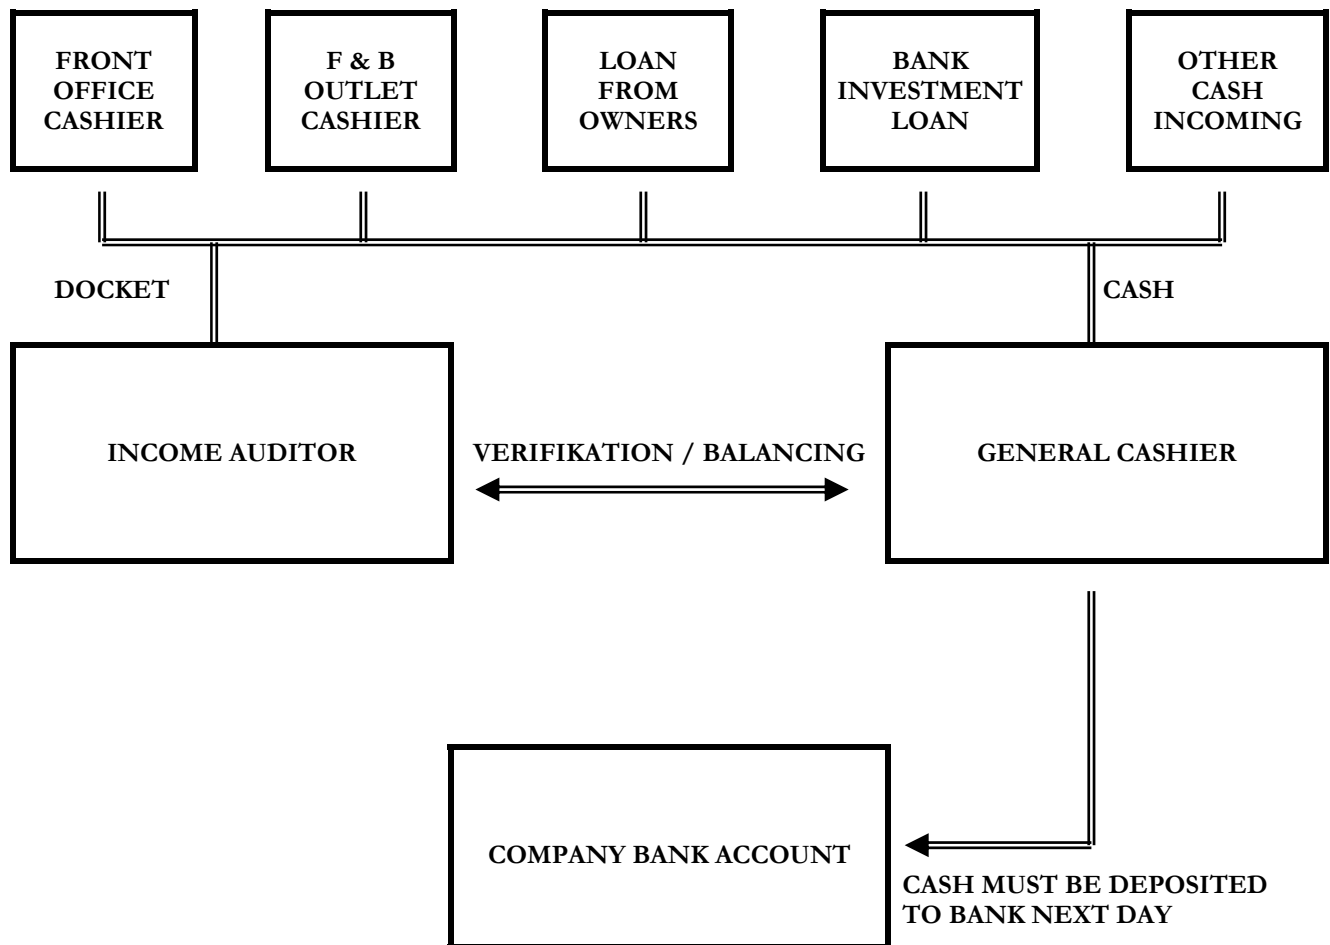 FRONT
OFFICE
CASHIER
F & B
OUTLET
CASHIER
LOAN
FROM
OWNERS
BANK
INVESTMENT
LOAN
OTHER
CASH
INCOMING
DOCKET
CASH
INCOME AUDITOR
VERIFIKATION / BALANCING
GENERAL CASHIER
COMPANY BANK ACCOUNT
CASH MUST BE DEPOSITED
TO BANK NEXT DAY